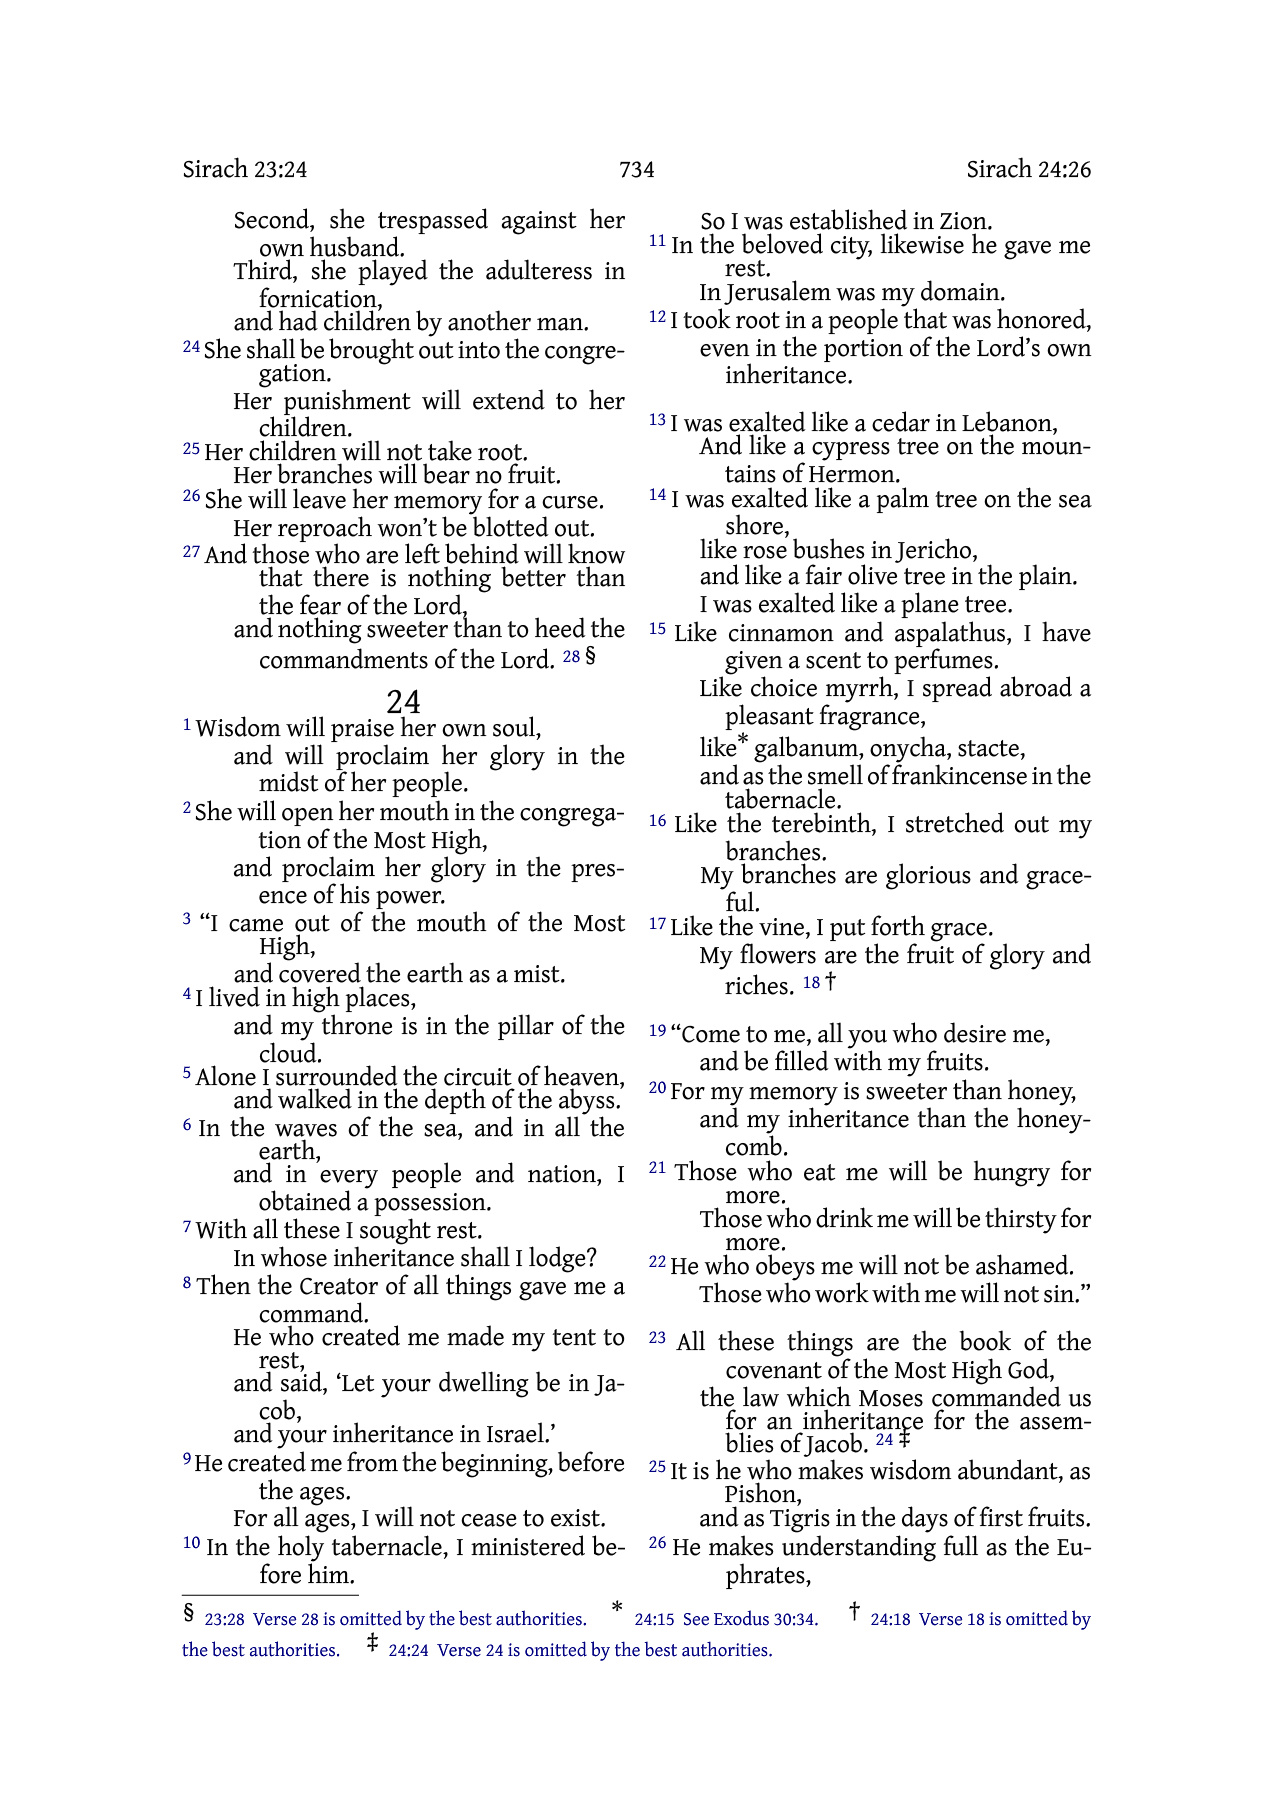 Sirach 23:24 734 Sirach 24:26
Second, she trespassed against her
own husband.
Third, she played the adulteress in
fornication,
and had children by another man.
24 She shall be brought out into the congre-
gation.
Her punishment will extend to her
children.
25 Her children will not take root.
Her branches will bear no fruit.
26 She will leave her memory for a curse.
Her reproach won’t be blotted out.
27 And those who are left behind will know
that there is nothing better than
the fear of the Lord,
and nothing sweeter than to heed the
commandments of the Lord. 28 §
24
1 Wisdom will praise her own soul,
and will proclaim her glory in the
midst of her people.
2 She will open her mouth in the congrega-
tion of the Most High,
and proclaim her glory in the pres-
ence of his power.
3 “I came out of the mouth of the Most
High,
and covered the earth as a mist.
4 I lived in high places,
and my throne is in the pillar of the
cloud.
5 Alone I surrounded the circuit of heaven,
and walked in the depth of the abyss.
6 In the waves of the sea, and in all the
earth,
and in every people and nation, I
obtained a possession.
7 With all these I sought rest.
In whose inheritance shall I lodge?
8 Then the Creator of all things gave me a
command.
He who created me made my tent to
rest,
and said, ‘Let your dwelling be in Ja-
cob,
and your inheritance in Israel.’
9 He created me from the beginning, before
the ages.
For all ages, I will not cease to exist.
10 In the holy tabernacle, I ministered be-
fore him.
So I was established in Zion.
11 In the beloved city, likewise he gave me
rest.
In Jerusalem was my domain.
12 I took root in a people that was honored,
even in the portion of the Lord’s own
inheritance.
13 I was exalted like a cedar in Lebanon,
And like a cypress tree on the moun-
tains of Hermon.
14 I was exalted like a palm tree on the sea
shore,
like rose bushes in Jericho,
and like a fair olive tree in the plain.
I was exalted like a plane tree.
15 Like cinnamon and aspalathus, I have
given a scent to perfumes.
Like choice myrrh, I spread abroad a
pleasant fragrance,
like* galbanum, onycha, stacte,
and as the smell of frankincense in the
tabernacle.
16 Like the terebinth, I stretched out my
branches.
My branches are glorious and grace-
ful.
17 Like the vine, I put forth grace.
My flowers are the fruit of glory and
riches. 18 †
19 “Come to me, all you who desire me,
and be filled with my fruits.
20 For my memory is sweeter than honey,
and my inheritance than the honey-
comb.
21 Those who eat me will be hungry for
more.
Those who drink me will be thirsty for
more.
22 He who obeys me will not be ashamed.
Those who work with me will not sin.”
23 All these things are the book of the
covenant of the Most High God,
the law which Moses commanded us
for an inheritance for the assem-
blies of Jacob. 24 ‡
25 It is he who makes wisdom abundant, as
Pishon,
and as Tigris in the days of first fruits.
26 He makes understanding full as the Eu-
phrates,
§ 23:28 Verse 28 is omitted by the best authorities. * 24:15 See Exodus 30:34. † 24:18 Verse 18 is omitted by
the best authorities. ‡ 24:24 Verse 24 is omitted by the best authorities.